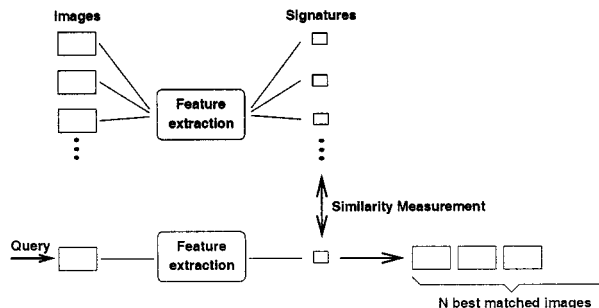 Images
Signatures
Feature
extraction
Similarity Measurement
Query
Feature
extraction
N best matched images